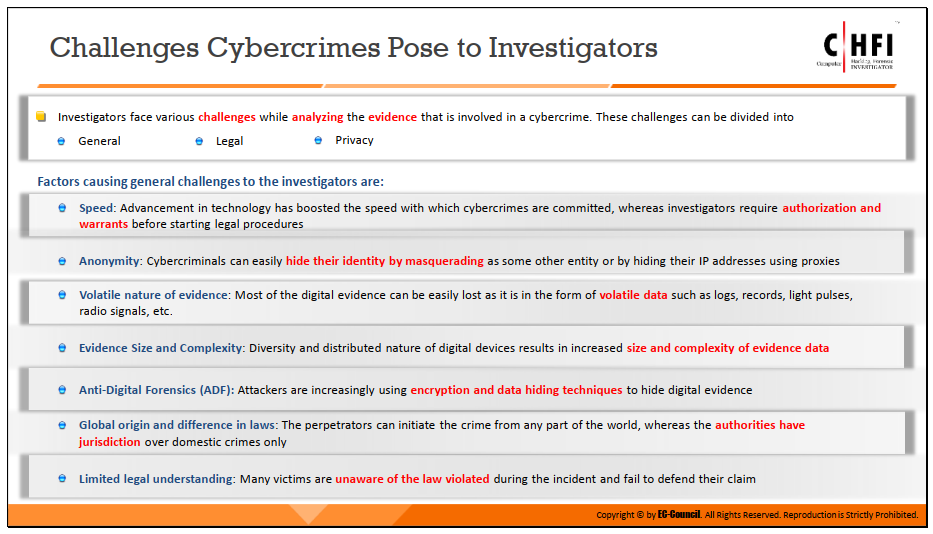 Challenges Cybercrimes Pose to Investigators
CHFI
Computer Hacking Forensic
INVESTIGATOR
Investigators face various challenges while analyzing the evidence that is involved in a cybercrime. These challenges can be divided into
General Legal Privacy
Factors causing general challenges to the investigators are:
Speed: Advancement in technology has boosted the speed with which cybercrimes are committed, whereas investigators require authorization and
warrants before starting legal procedures
Anonymity: Cybercriminals can easily hide their identity by masquerading as some other entity or by hiding their IP addresses using proxies
Volatile nature of evidence: Most of the digital evidence can be easily lost as it is in the form of volatile data such as logs, records, light pulses,
radio signals, etc.
Evidence Size and Complexity: Diversity and distributed nature of digital devices results in increased size and complexity of evidence data
Anti-Digital Forensics (ADF): Attackers are increasingly using encryption and data hiding techniques to hide digital evidence
Global origin and difference in laws: The perpetrators can initiate the crime from any part of the world, whereas the authorities have
jurisdiction over domestic crimes only
Limited legal understanding: Many victims are unaware of the law violated during the incident and fail to defend their claim
Copyright © by EC-Council. All Rights Reserved. Reproduction is Strictly Prohibited.